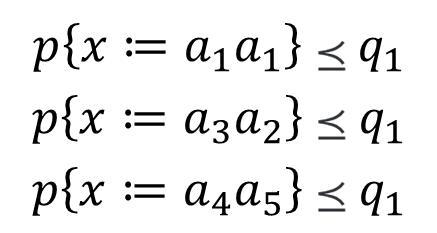 p{x ≔ a₁a₁} ⪯ q₁
p{x ≔ a₃a₂} ⪯ q₁
p{x ≔ a₄a₅} ⪯ q₁